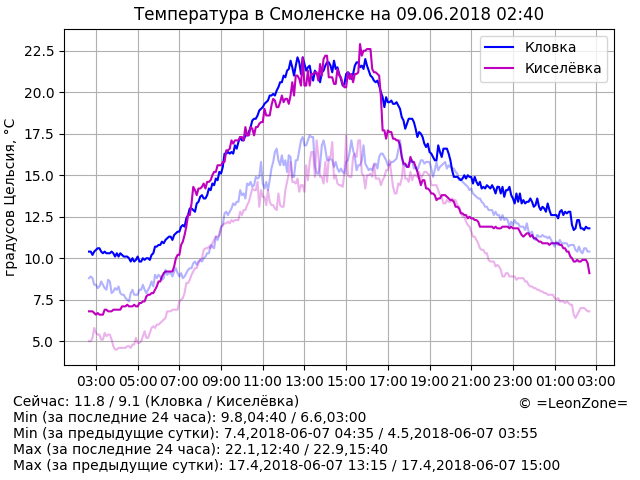 Температура в Смоленске на 09.06.2018 02:40
Кловка
Киселёвка
градусов Цельсия, °C
22.5
20.0
17.5
15.0
12.5
10.0
7.5
5.0
03:00 05:00 07:00 09:00 11:00 13:00 15:00 17:00 19:00 21:00 23:00 01:00 03:00
Сейчас: 11.8 / 9.1 (Кловка / Киселёвка)
© =LeonZone=
Min (за последние 24 часа): 9.8,04:40 / 6.6,03:00
Min (за предыдущие сутки): 7.4,2018-06-07 04:35 / 4.5,2018-06-07 03:55
Max (за последние 24 часа): 22.1,12:40 / 22.9,15:40
Max (за предыдущие сутки): 17.4,2018-06-07 13:15 / 17.4,2018-06-07 15:00